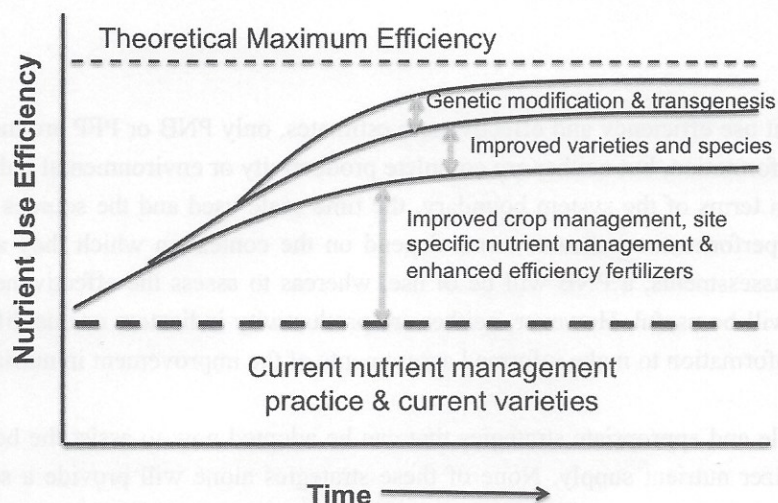 Theoretical Maximum Efficiency
Genetic modification & transgenesis
Improved varieties and species
Improved crop management, site
specific nutrient management &
enhanced efficiency fertilizers
Current nutrient management
practice & current varieties
Nutrient Use Efficiency
Time